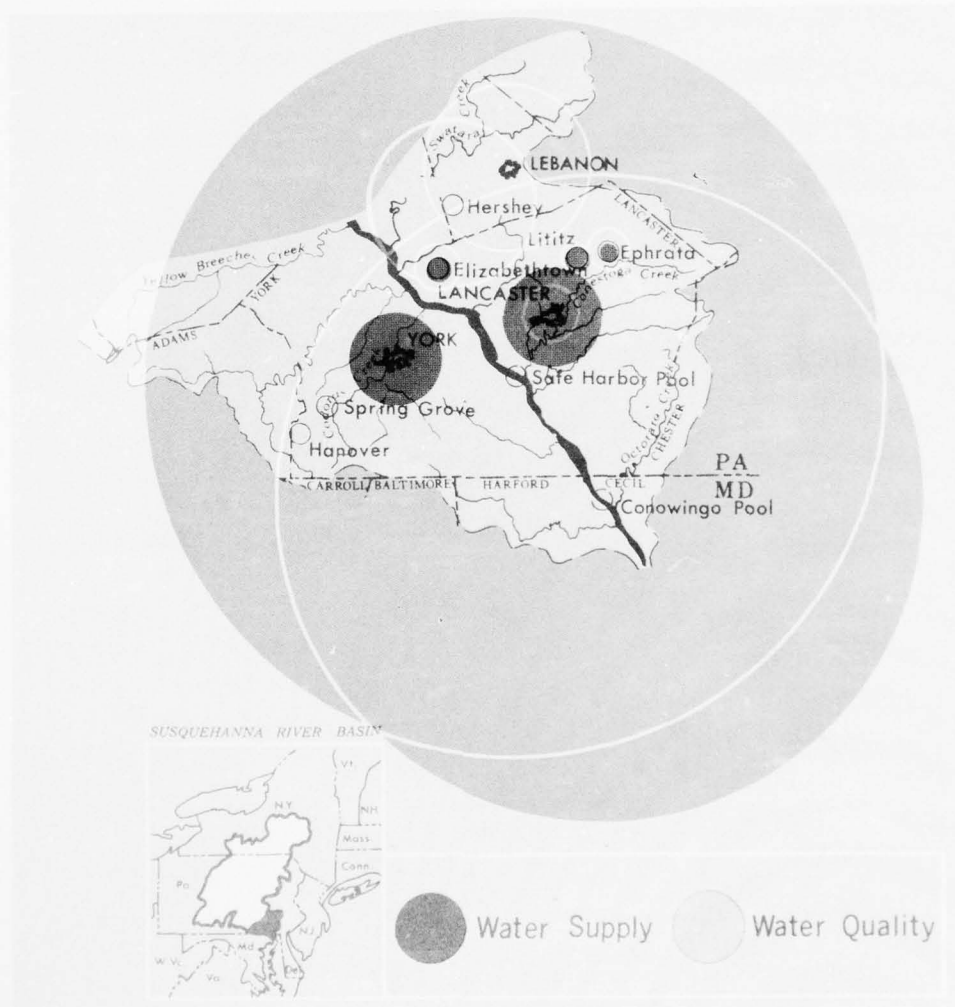 Swatara Creek
LEBANON
Hershey
LANCASTER
Lititz
Ephrata
Yellow Breeches Creek
YORK
Elizabethtown
Conestoga Creek
LANCASTER
ADAMS
YORK
Safe Harbor Pool
Spring Grove
Octoraro Creek
CHESTER
Hanover
PA
CARROLL BALTIMORE
HARFORD
CECIL
MD
Conowingo Pool
SUSQUEHANNA RIVER BASIN
Vt.
N.Y.
N.H.
Mass.
Conn.
Pa.
N.J.
Md.
W. Va.
Va.
Del.
Water Supply
Water Quality